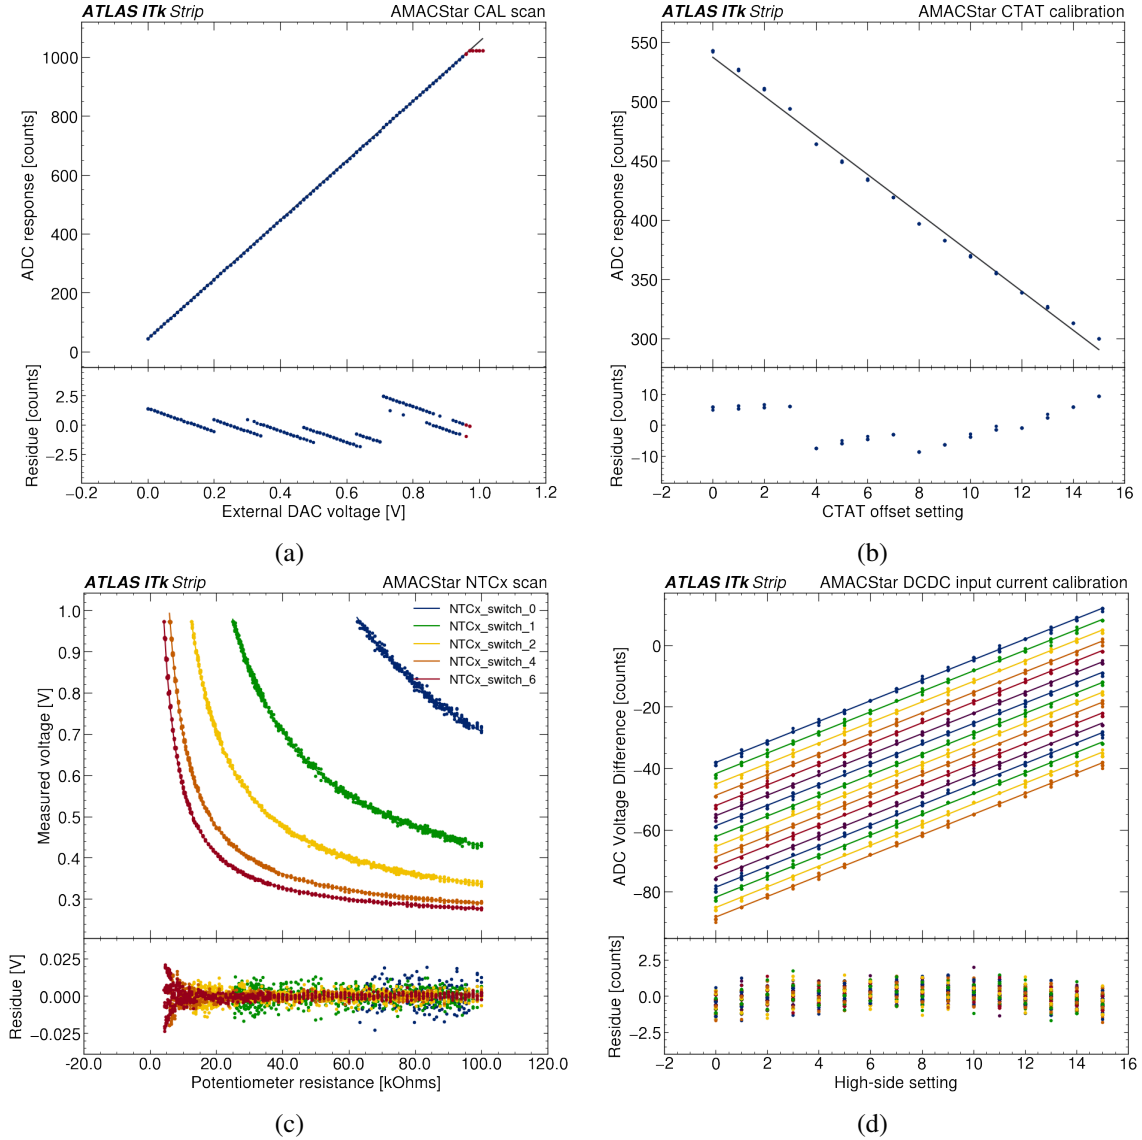 ATLAS ITk Strip AMACStar CAL scan
1000
800
600
400
200
0
ADC response [counts]
2.5
0.0
−2.5
Residue [counts]
−0.2 0.0 0.2 0.4 0.6 0.8 1.0 1.2
External DAC voltage [V]
(a)
ATLAS ITk Strip AMACStar CTAT calibration
550
500
450
400
350
300
ADC response [counts]
10
0
−10
Residue [counts]
−2 0 2 4 6 8 10 12 14 16
CTAT offset setting
(b)
ATLAS ITk Strip AMACStar NTCx scan
1.0
0.9
0.8
0.7
0.6
0.5
0.4
0.3
Measured voltage [V]
NTCx_switch_0
NTCx_switch_1
NTCx_switch_2
NTCx_switch_4
NTCx_switch_6
0.025
0.000
−0.025
Residue [V]
-20.0 0.0 20.0 40.0 60.0 80.0 100.0 120.0
Potentiometer resistance [kOhms]
(c)
ATLAS ITk Strip AMACStar DCDC input current calibration
0
−20
−40
−60
−80
ADC Voltage Difference [counts]
2.5
0.0
−2.5
Residue [counts]
−2 0 2 4 6 8 10 12 14 16
High-side setting
(d)